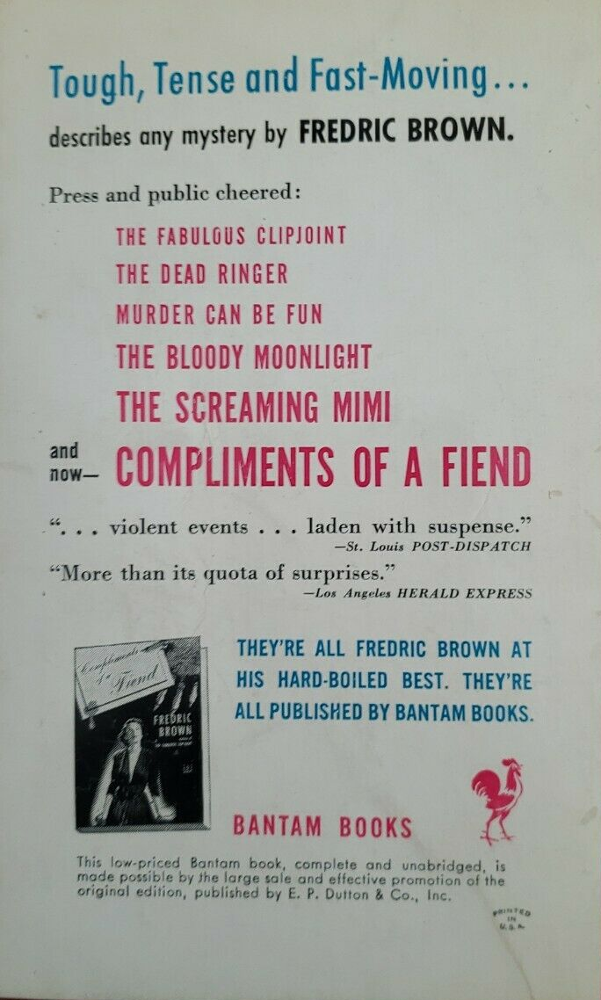 Tough, Tense and Fast-Moving...
describes any mystery by FREDRIC BROWN.
Press and public cheered:
THE FABULOUS CLIPJOINT
THE DEAD RINGER
MURDER CAN BE FUN
THE BLOODY MOONLIGHT
THE SCREAMING MIMI
and
now— COMPLIMENTS OF A FIEND
“. . . violent events . . . laden with suspense.”
—St. Louis POST-DISPATCH
“More than its quota of surprises.”
—Los Angeles HERALD EXPRESS
Compliments
of a
Fiend
FREDRIC
BROWN
THEY'RE ALL FREDRIC BROWN AT
HIS HARD-BOILED BEST. THEY'RE
ALL PUBLISHED BY BANTAM BOOKS.
BANTAM BOOKS
This low-priced Bantam book, complete and unabridged, is
made possible by the large sale and effective promotion of the
original edition, published by E. P. Dutton & Co., Inc.
PRINTED
IN
U.S.A.